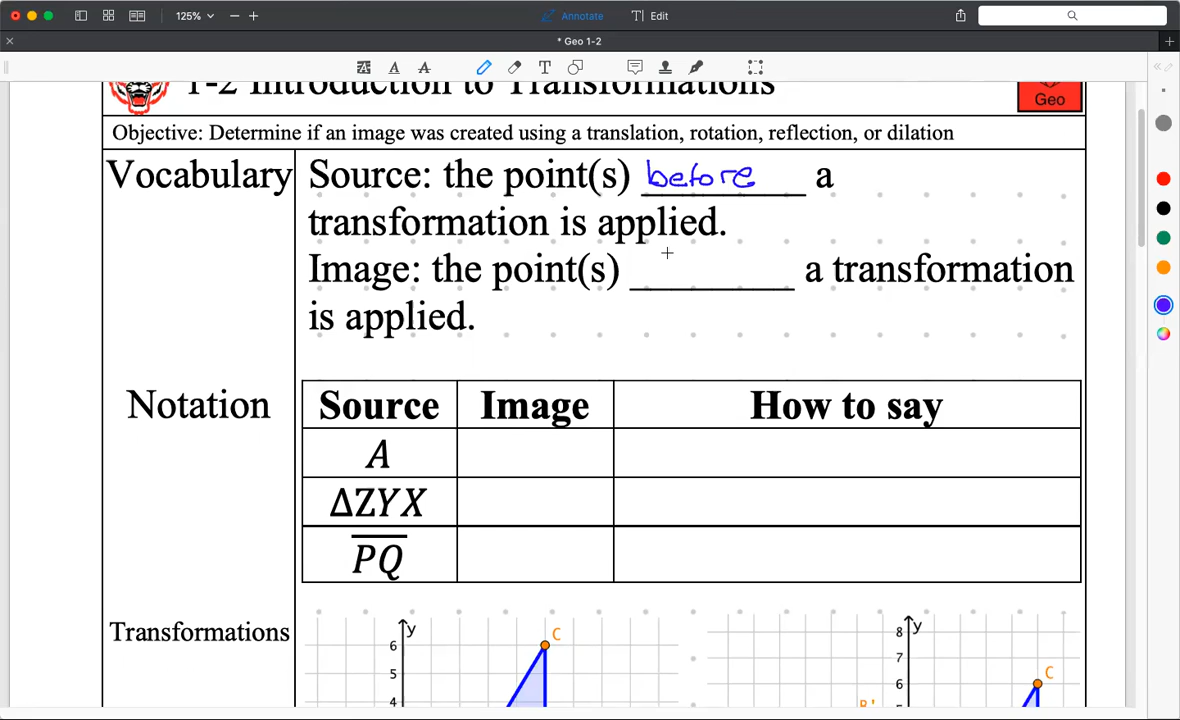 125%
Annotate
Edit
* Geo 1-2
1-2 Introduction to Transformations
Geo
Objective: Determine if an image was created using a translation, rotation, reflection, or dilation
Vocabulary
Source: the point(s) before a
transformation is applied.
Image: the point(s) __________ a transformation
is applied.
Notation
Source Image How to say
A
ΔZYX
PQ
Transformations
y
6
5
4
C
y
8
7
6
C
B'